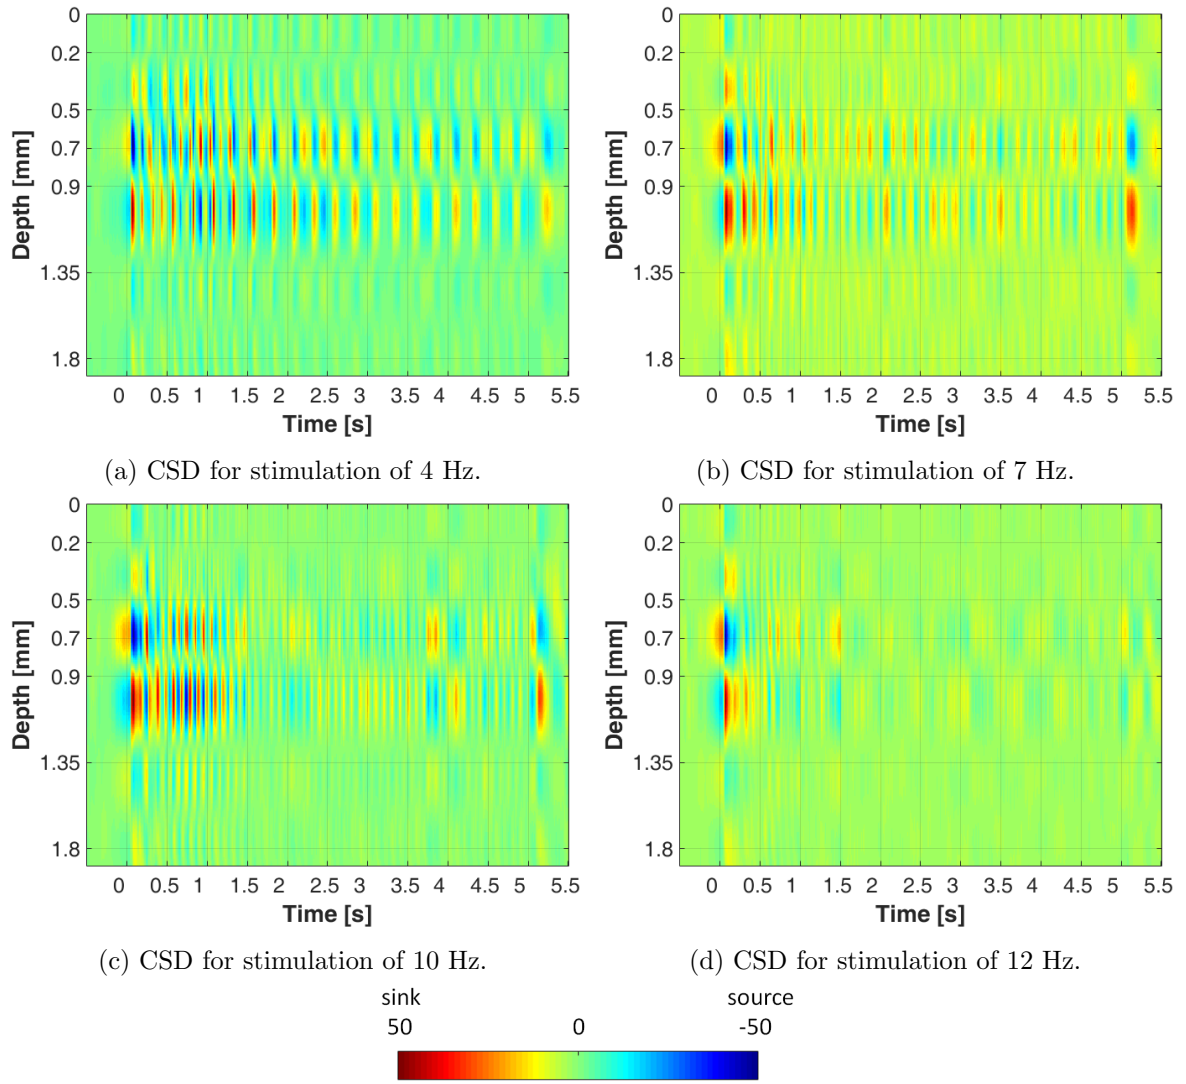 0
0.2
0.5
0.7
0.9
1.35
1.8
Depth [mm]
0 0.5 1 1.5 2 2.5 3 3.5 4 4.5 5 5.5
Time [s]
(a) CSD for stimulation of 4 Hz.
0
0.2
0.5
0.7
0.9
1.35
1.8
Depth [mm]
0 0.5 1 1.5 2 2.5 3 3.5 4 4.5 5 5.5
Time [s]
(b) CSD for stimulation of 7 Hz.
0
0.2
0.5
0.7
0.9
1.35
1.8
Depth [mm]
0 0.5 1 1.5 2 2.5 3 3.5 4 4.5 5 5.5
Time [s]
(c) CSD for stimulation of 10 Hz.
0
0.2
0.5
0.7
0.9
1.35
1.8
Depth [mm]
0 0.5 1 1.5 2 2.5 3 3.5 4 4.5 5 5.5
Time [s]
(d) CSD for stimulation of 12 Hz.
sink source
50 0 -50